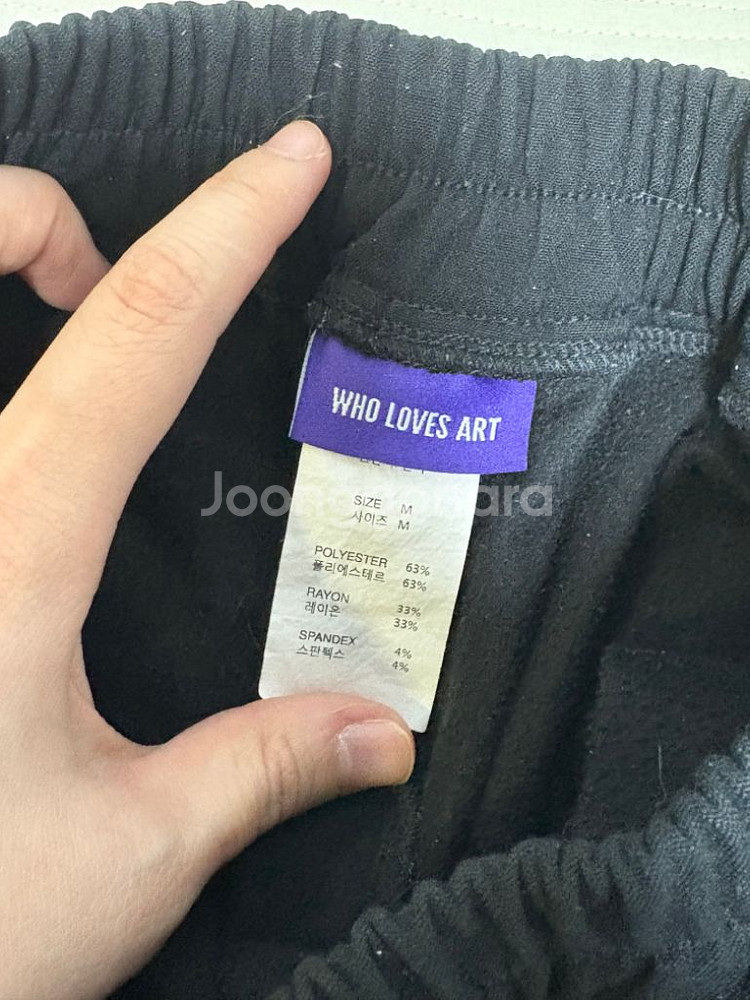 WHO LOVES ART
SIZE M
사이즈 M
POLYESTER 63%
폴리에스테르 63%
RAYON 33%
레이온 33%
SPANDEX 4%
스판텍스 4%